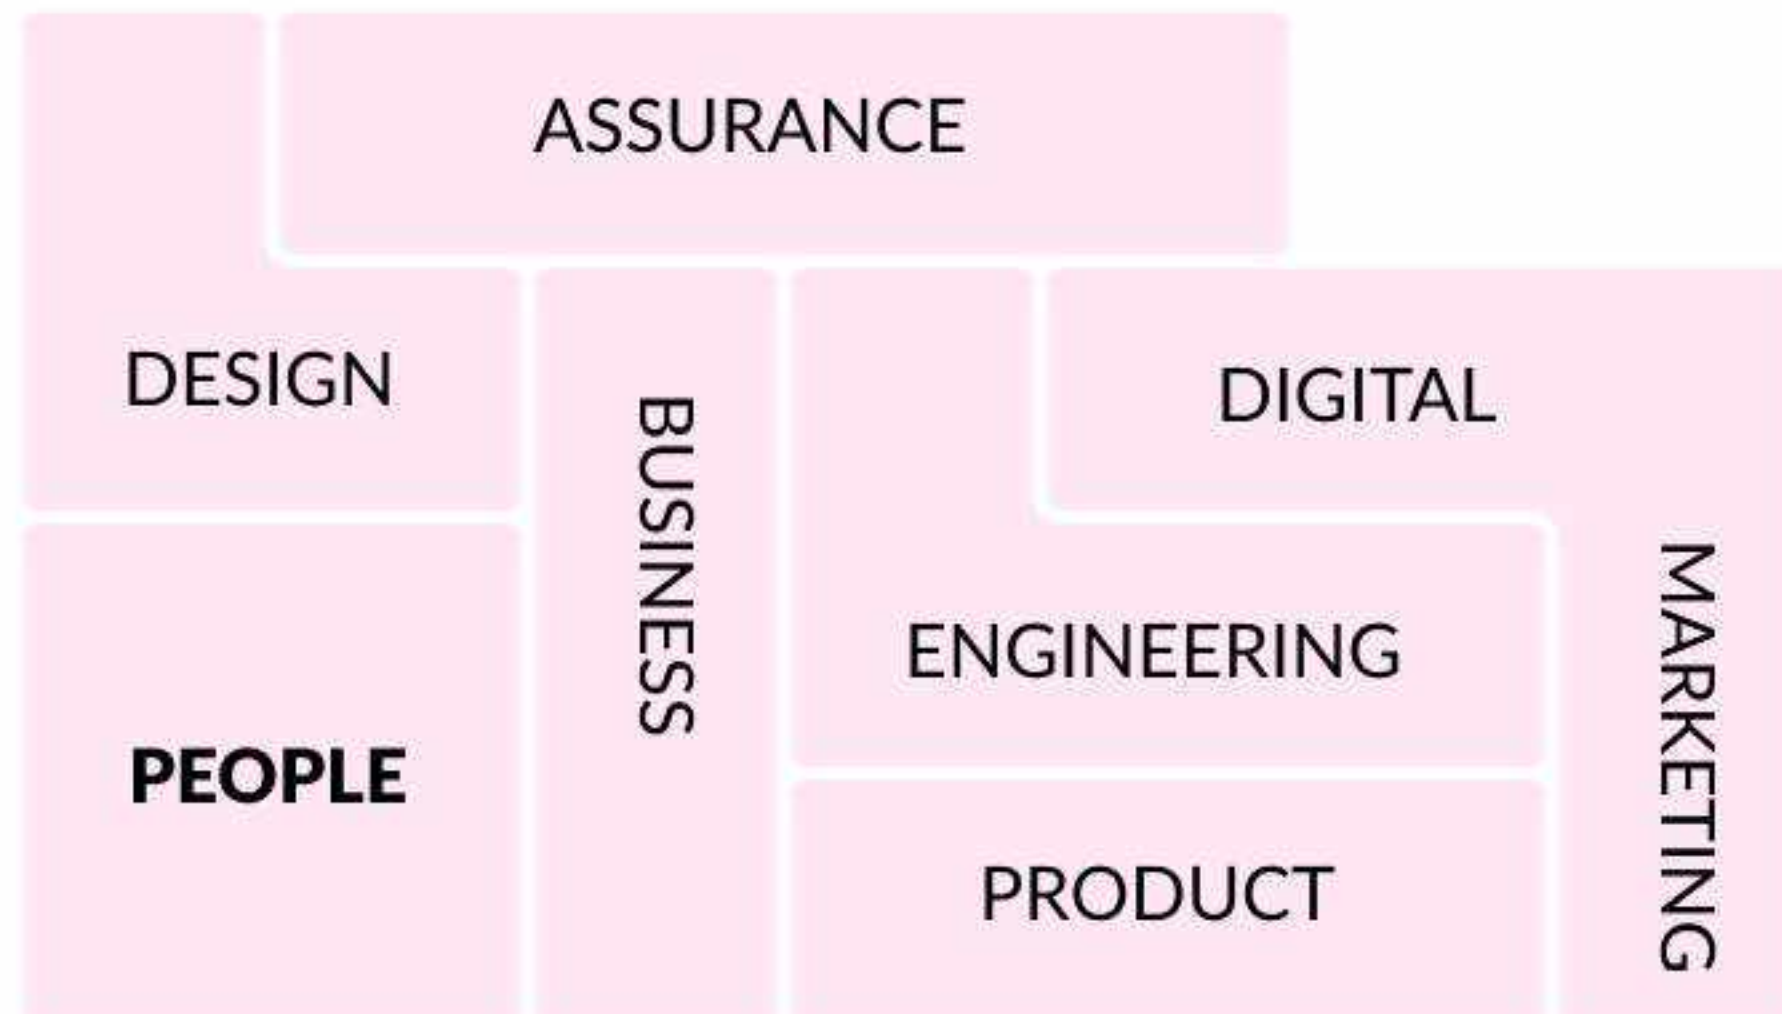 ASSURANCE
DESIGN
BUSINESS
DIGITAL
MARKETING
ENGINEERING
PEOPLE
PRODUCT